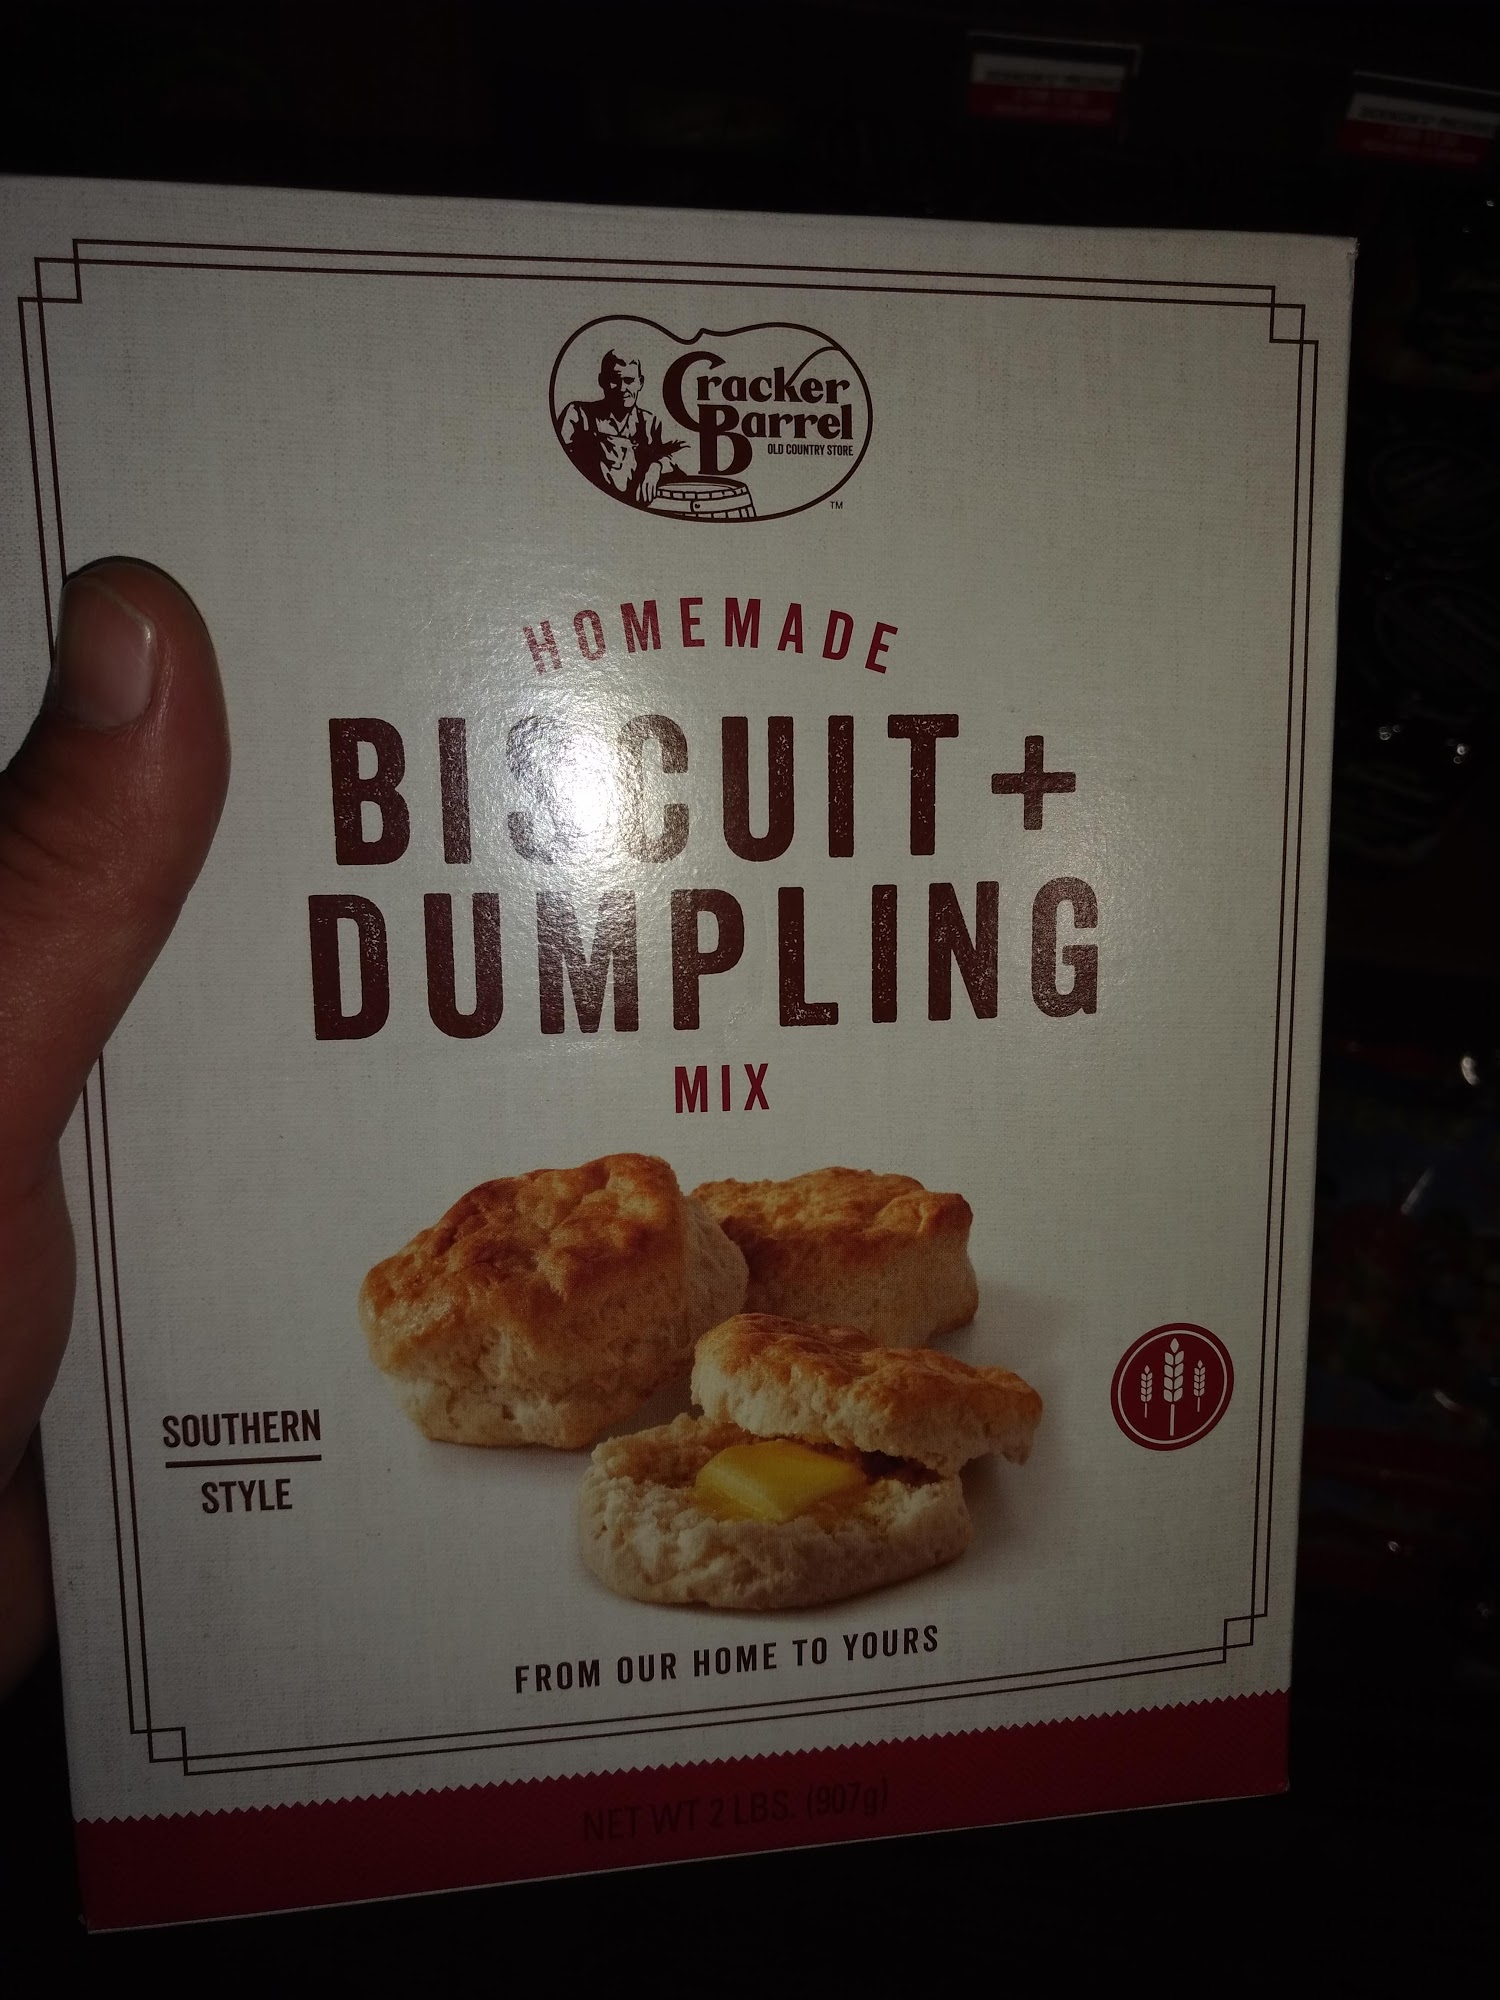 Cracker
Barrel
OLD COUNTRY STORE
TM
HOMEMADE
BISCUIT +
DUMPLING
MIX
SOUTHERN
STYLE
FROM OUR HOME TO YOURS
NET WT 2 LBS. (907g)